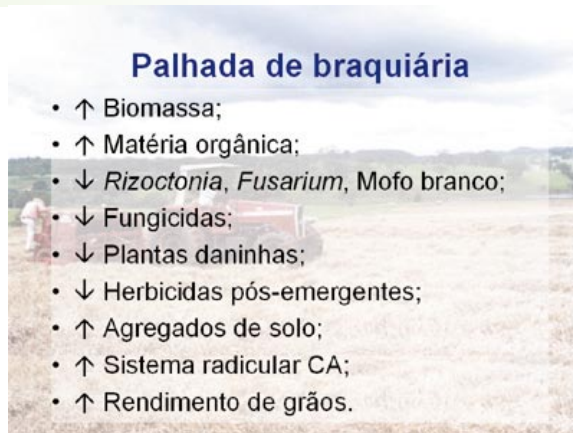 Palhada de braquiária
• ↑ Biomassa;
• ↑ Matéria orgânica;
• ↓ Rizoctonia, Fusarium, Mofo branco;
• ↓ Fungicidas;
• ↓ Plantas daninhas;
• ↓ Herbicidas pós-emergentes;
• ↑ Agregados de solo;
• ↑ Sistema radicular CA;
• ↑ Rendimento de grãos.